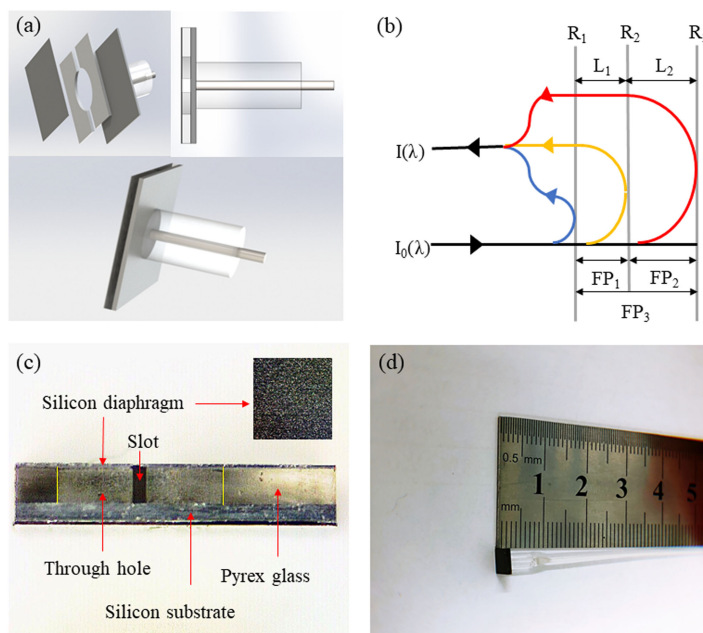 (a)
(b)
R₁ R₂ R
L₁ L₂
I(λ)
I₀(λ)
FP₁ FP₂
FP₃
(c)
Silicon diaphragm
Slot
Through hole
Pyrex glass
Silicon substrate
(d)
0.5 mm
1 2 3 4 5
mm